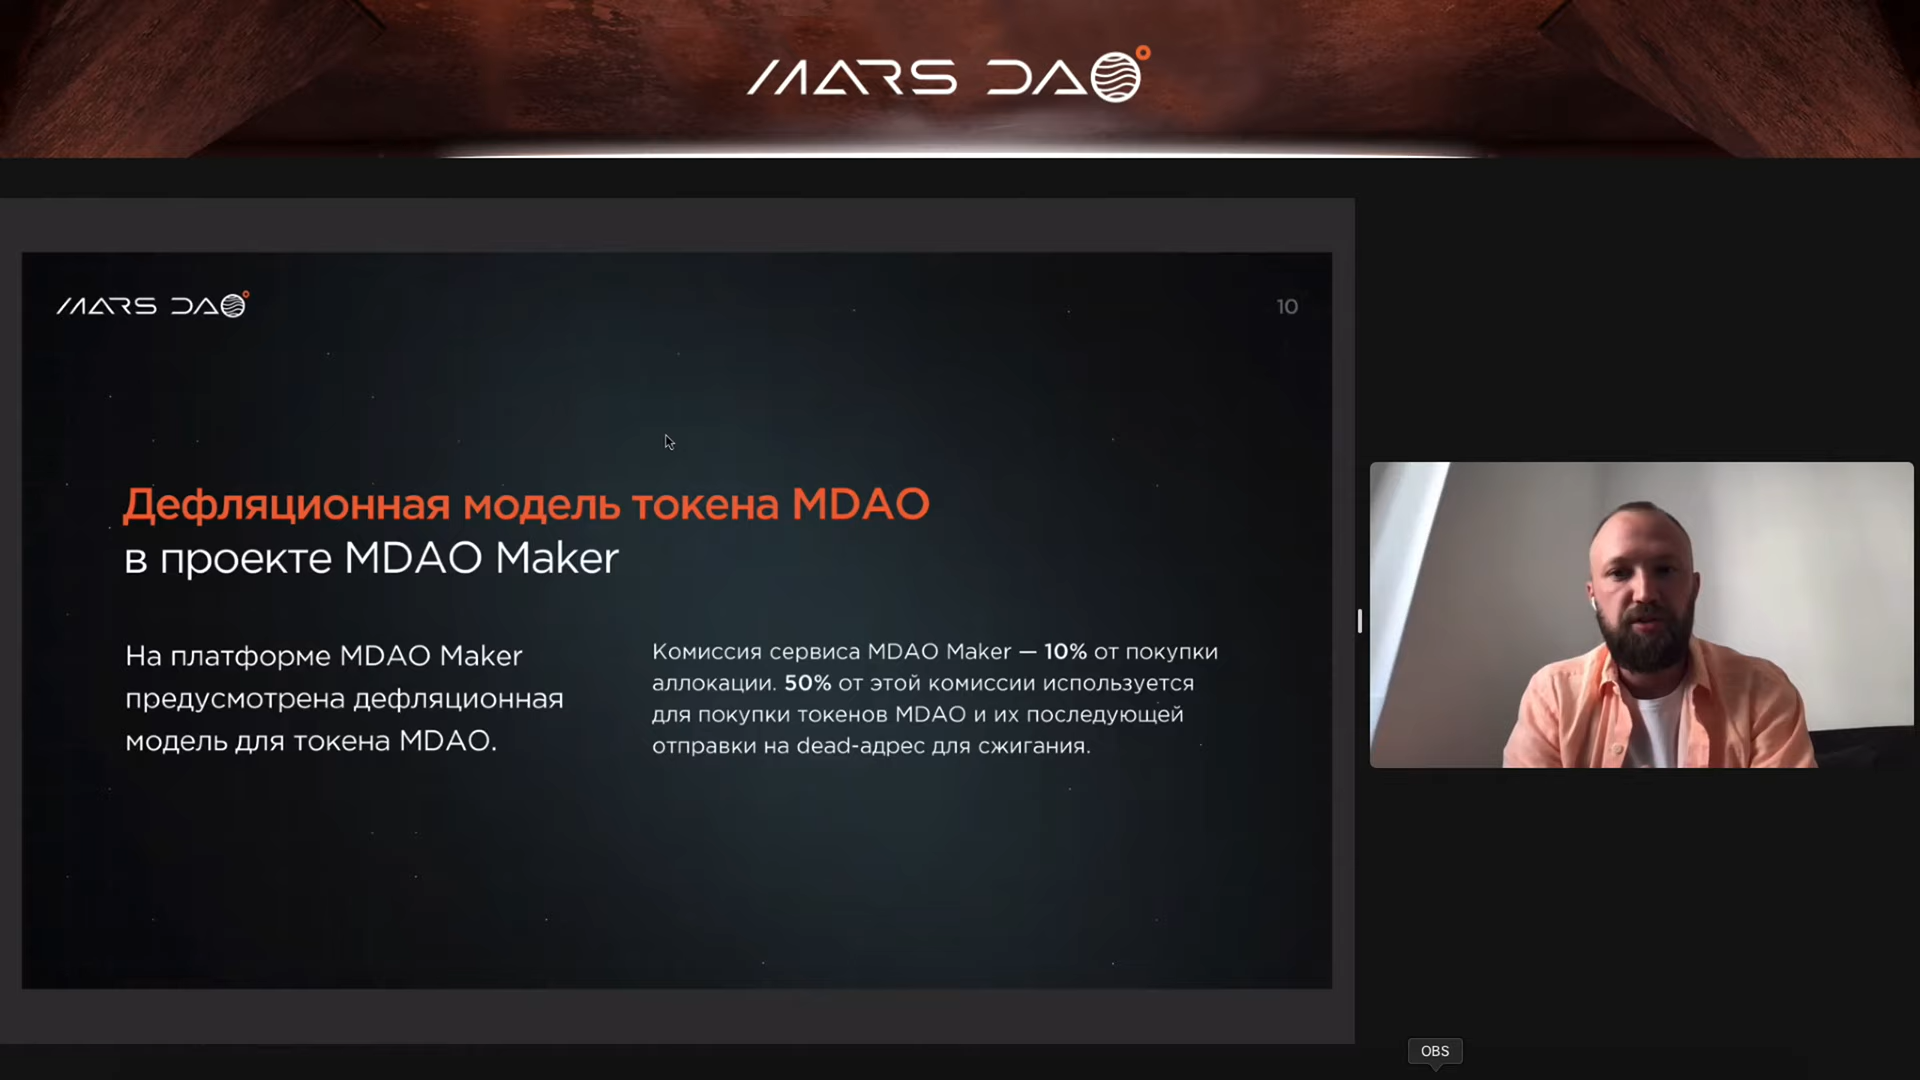 MARS DAO
MARS DAO
10
Дефляционная модель токена MDAO
в проекте MDAO Maker
На платформе MDAO Maker
предусмотрена дефляционная
модель для токена MDAO.
Комиссия сервиса MDAO Maker — 10% от покупки
аллокации. 50% от этой комиссии используется
для покупки токенов MDAO и их последующей
отправки на dead-адрес для сжигания.
OBS